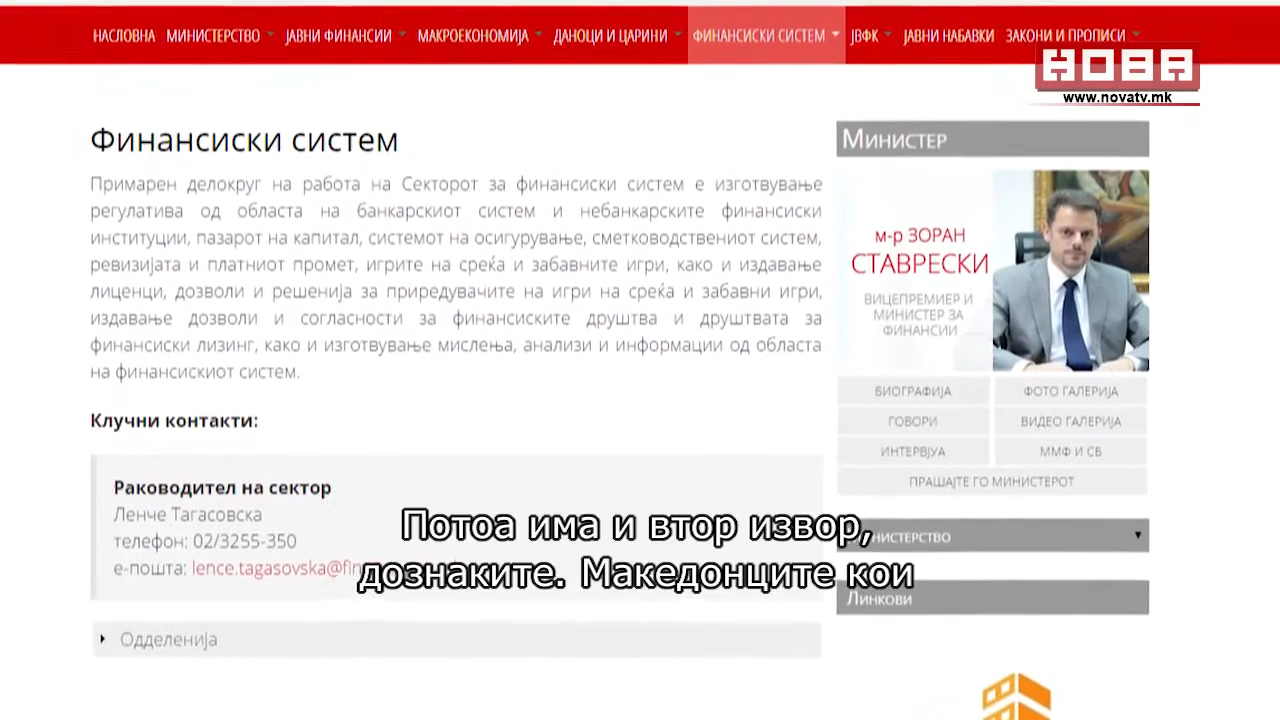 НАСЛОВНА МИНИСТЕРСТВО ЈАВНИ ФИНАНСИИ МАКРОЕКОНОМИЈА ДАНОЦИ И ЦАРИНИ ФИНАНСИСКИ СИСТЕМ ЈВФК ЈАВНИ НАБАВКИ ЗАКОНИ И ПРОПИСИ
НОВА
www.novatv.mk
Финансиски систем
Примарен делокруг на работа на Секторот за финансиски систем е изготвување
регулатива од областа на банкарскиот систем и небанкарските финансиски
институции, пазарот на капитал, системот на осигурување, сметководствениот систем,
ревизијата и платниот промет, игрите на среќа и забавните игри, како и издавање
лиценци, дозволи и решенија за приредувачите на игри на среќа и забавни игри,
издавање дозволи и согласности за финансиските друштва и друштвата за
финансиски лизинг, како и изготвување мислења, анализи и информации од областа
на финансискиот систем.
Клучни контакти:
Раководител на сектор
Ленче Тагасовска
телефон: 02/3255-350
е-пошта: lence.tagasovska@fin
Одделенија
Министер
м-р ЗОРАН
СТАВРЕСКИ
ВИЦЕПРЕМИЕР И
МИНИСТЕР ЗА
ФИНАНСИИ
БИОГРАФИЈА ФОТО ГАЛЕРИЈА
ГОВОРИ ВИДЕО ГАЛЕРИЈА
ИНТЕРВЈУА ММФ И СБ
ПРАШАЈТЕ ГО МИНИСТЕРОТ
НИСТЕРСТВО
Линкови
Потоа има и втор извор,
дознаките. Македонците кои